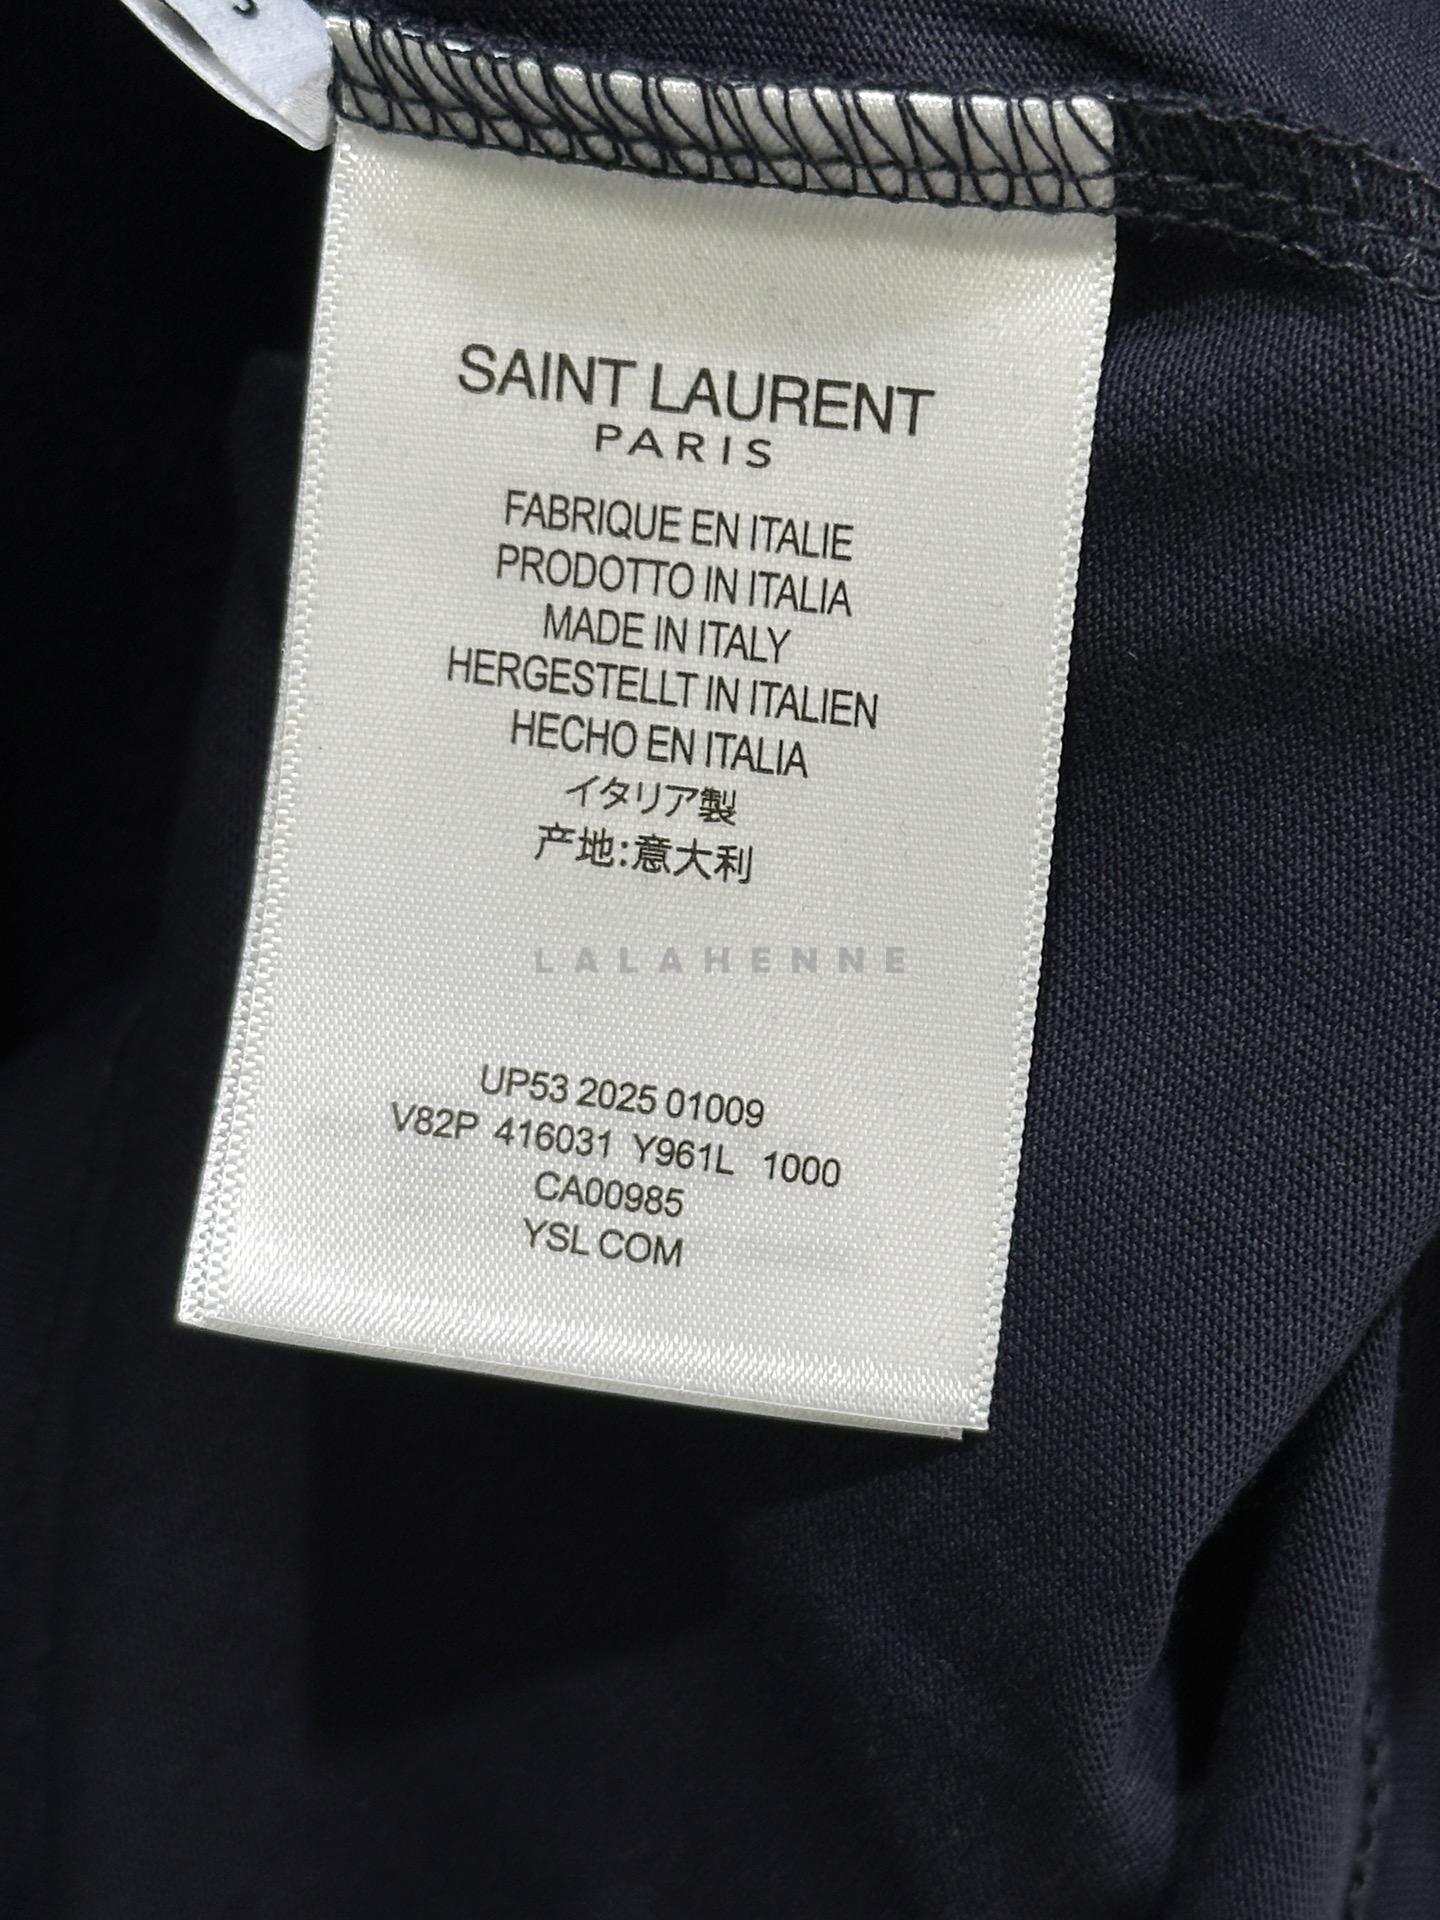 SAINT LAURENT
PARIS
FABRIQUE EN ITALIE
PRODOTTO IN ITALIA
MADE IN ITALY
HERGESTELLT IN ITALIEN
HECHO EN ITALIA
イタリア製
产地:意大利
LALAHENNE
UP53 2025 01009
V82P 416031 Y961L 1000
CA00985
YSL COM